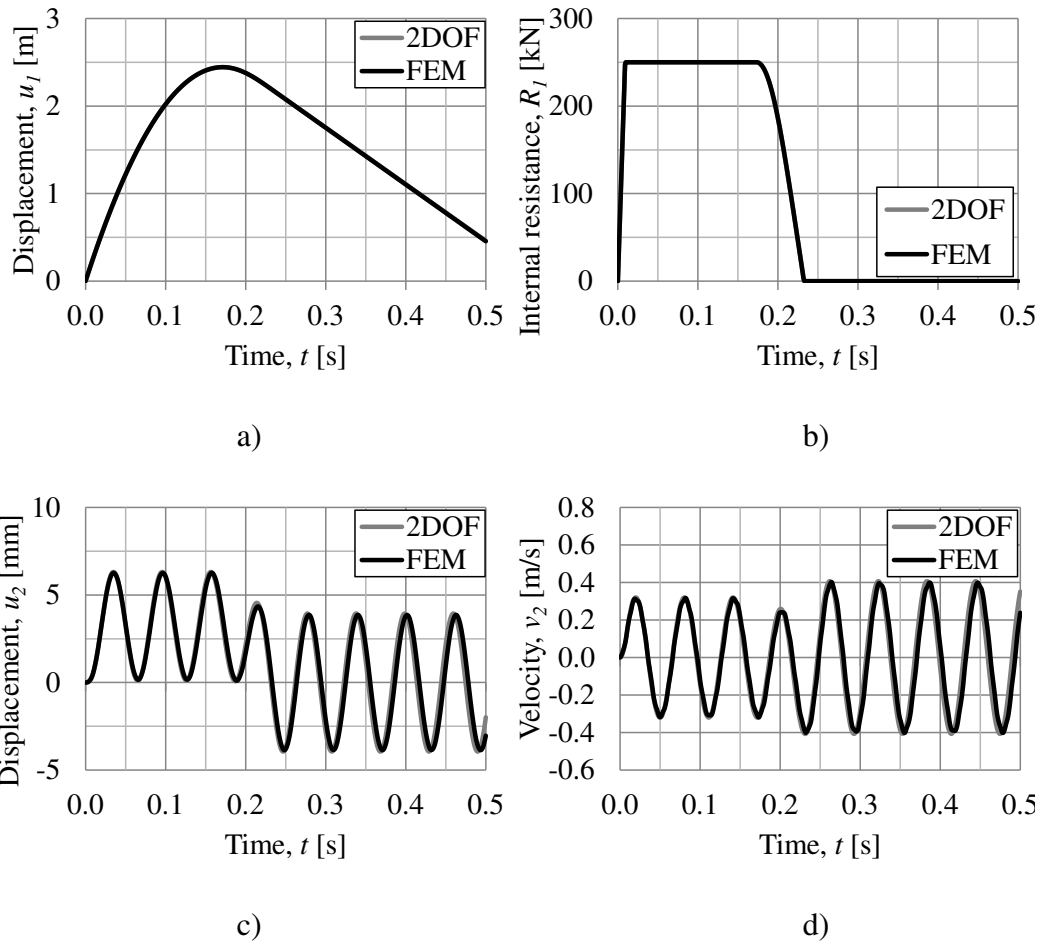 Displacement, u1 [m]
3
2
1
0
0.0 0.1 0.2 0.3 0.4 0.5
Time, t [s]
2DOF
FEM
a)
Internal resistance, R1 [kN]
300
200
100
0
0.0 0.1 0.2 0.3 0.4 0.5
Time, t [s]
2DOF
FEM
b)
Displacement, u2 [mm]
10
5
0
-5
0.0 0.1 0.2 0.3 0.4 0.5
Time, t [s]
2DOF
FEM
c)
Velocity, v2 [m/s]
0.8
0.6
0.4
0.2
0.0
-0.2
-0.4
-0.6
0.0 0.1 0.2 0.3 0.4 0.5
Time, t [s]
2DOF
FEM
d)